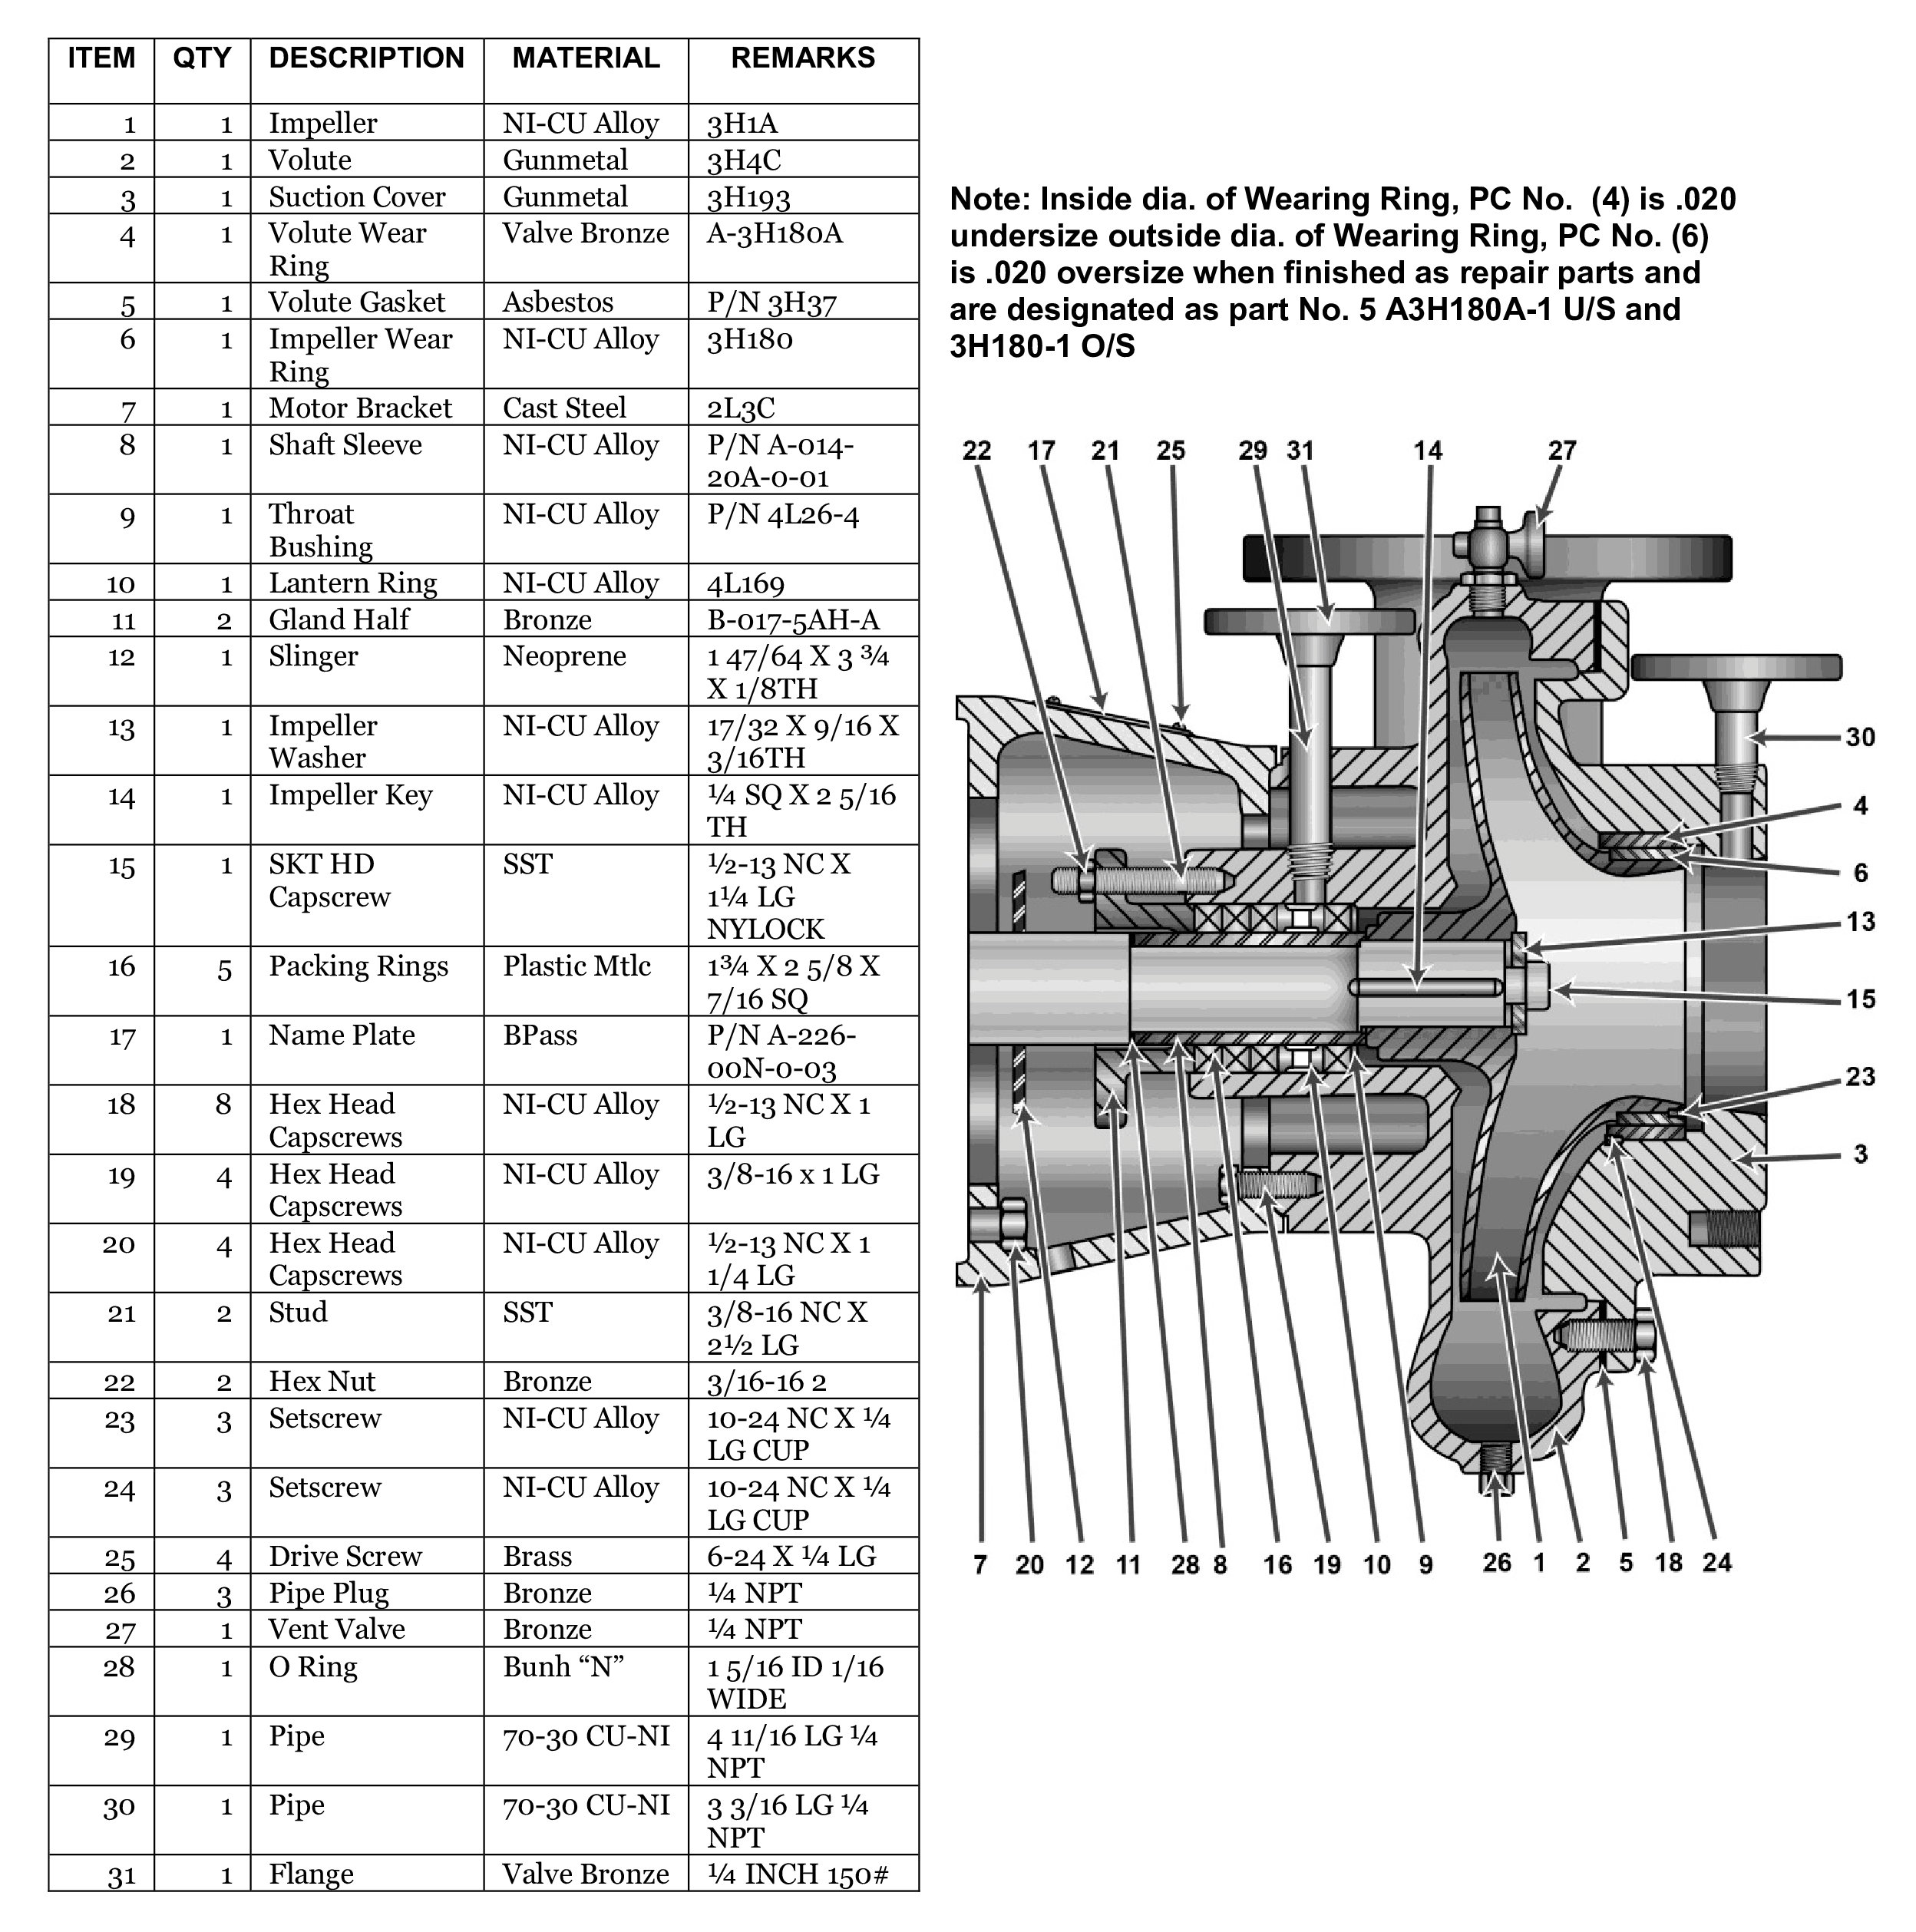 ITEM QTY DESCRIPTION MATERIAL REMARKS
1 1 Impeller NI-CU Alloy 3H1A
2 1 Volute Gunmetal 3H4C
3 1 Suction Cover Gunmetal 3H193
4 1 Volute Wear Valve Bronze A-3H180A
Ring
5 1 Volute Gasket Asbestos P/N 3H37
6 1 Impeller Wear NI-CU Alloy 3H180
Ring
7 1 Motor Bracket Cast Steel 2L3C
8 1 Shaft Sleeve NI-CU Alloy P/N A-014-
20A-0-01
9 1 Throat NI-CU Alloy P/N 4L26-4
Bushing
10 1 Lantern Ring NI-CU Alloy 4L169
11 2 Gland Half Bronze B-017-5AH-A
12 1 Slinger Neoprene 1 47/64 X 3 ¾
X 1/8TH
13 1 Impeller NI-CU Alloy 17/32 X 9/16 X
Washer 3/16TH
14 1 Impeller Key NI-CU Alloy ¼ SQ X 2 5/16
TH
15 1 SKT HD SST ½-13 NC X
Capscrew 1¼ LG
NYLOCK
16 5 Packing Rings Plastic Mtlc 1¾ X 2 5/8 X
7/16 SQ
17 1 Name Plate BPass P/N A-226-
00N-0-03
18 8 Hex Head NI-CU Alloy ½-13 NC X 1
Capscrews LG
19 4 Hex Head NI-CU Alloy 3/8-16 x 1 LG
Capscrews
20 4 Hex Head NI-CU Alloy ½-13 NC X 1
Capscrews 1/4 LG
21 2 Stud SST 3/8-16 NC X
2½ LG
22 2 Hex Nut Bronze 3/16-16 2
23 3 Setscrew NI-CU Alloy 10-24 NC X ¼
LG CUP
24 3 Setscrew NI-CU Alloy 10-24 NC X ¼
LG CUP
25 4 Drive Screw Brass 6-24 X ¼ LG
26 3 Pipe Plug Bronze ¼ NPT
27 1 Vent Valve Bronze ¼ NPT
28 1 O Ring Bunh “N” 1 5/16 ID 1/16
WIDE
29 1 Pipe 70-30 CU-NI 4 11/16 LG ¼
NPT
30 1 Pipe 70-30 CU-NI 3 3/16 LG ¼
NPT
31 1 Flange Valve Bronze ¼ INCH 150#
Note: Inside dia. of Wearing Ring, PC No. (4) is .020
undersize outside dia. of Wearing Ring, PC No. (6)
is .020 oversize when finished as repair parts and
are designated as part No. 5 A3H180A-1 U/S and
3H180-1 O/S
22 17 21 25 29 31 14 27
30
4
6
13
15
23
3
7 20 12 11 28 8 16 19 10 9 26 1 2 5 18 24